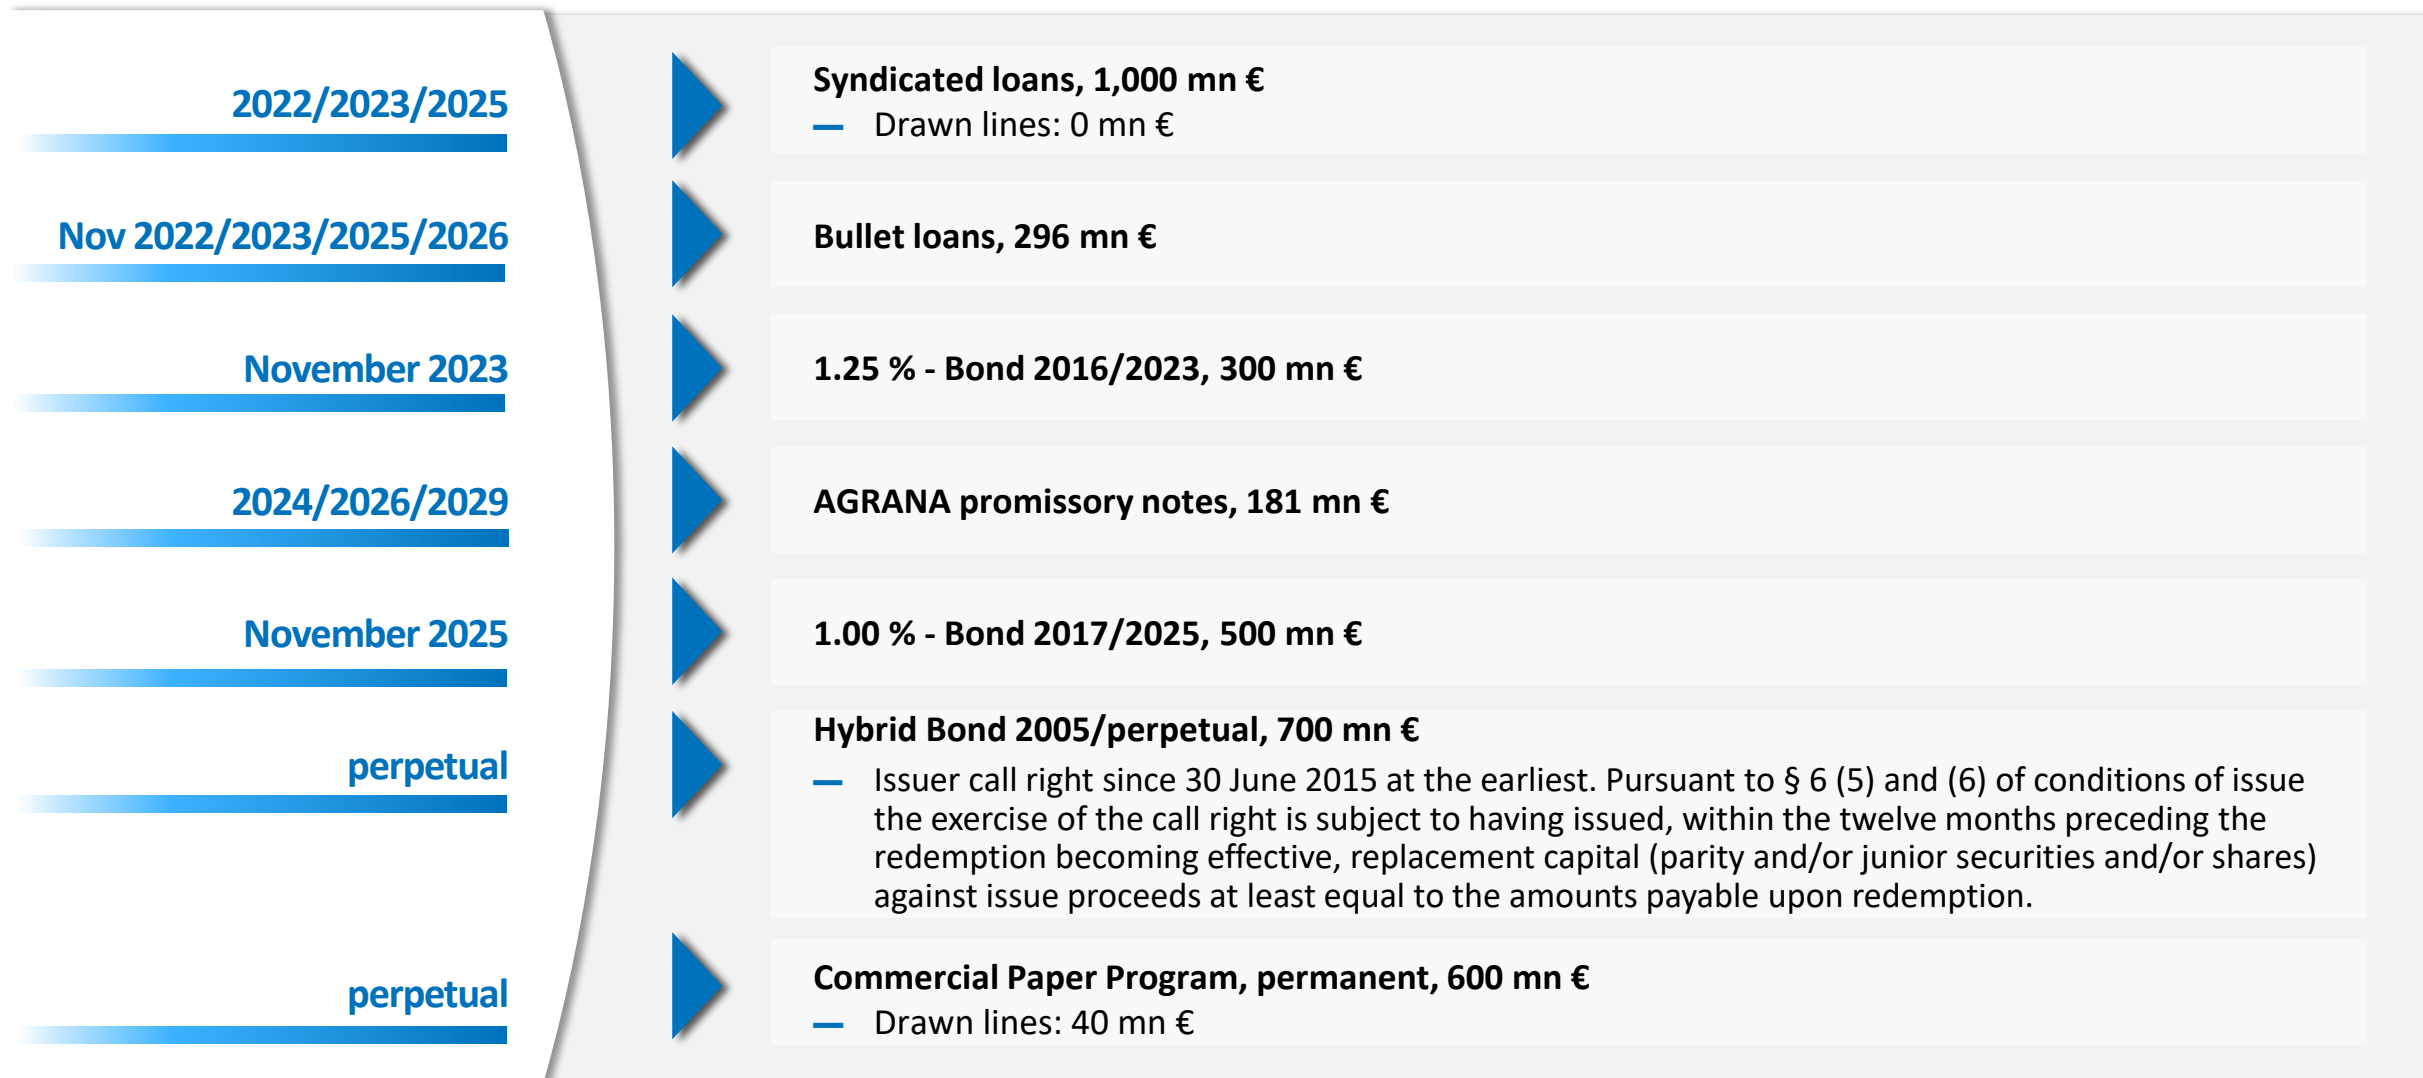 2022/2023/2025
Syndicated loans, 1,000 mn €
– Drawn lines: 0 mn €
Nov 2022/2023/2025/2026
Bullet loans, 296 mn €
November 2023
1.25 % - Bond 2016/2023, 300 mn €
2024/2026/2029
AGRANA promissory notes, 181 mn €
November 2025
1.00 % - Bond 2017/2025, 500 mn €
perpetual
Hybrid Bond 2005/perpetual, 700 mn €
– Issuer call right since 30 June 2015 at the earliest. Pursuant to § 6 (5) and (6) of conditions of issue
the exercise of the call right is subject to having issued, within the twelve months preceding the
redemption becoming effective, replacement capital (parity and/or junior securities and/or shares)
against issue proceeds at least equal to the amounts payable upon redemption.
perpetual
Commercial Paper Program, permanent, 600 mn €
– Drawn lines: 40 mn €